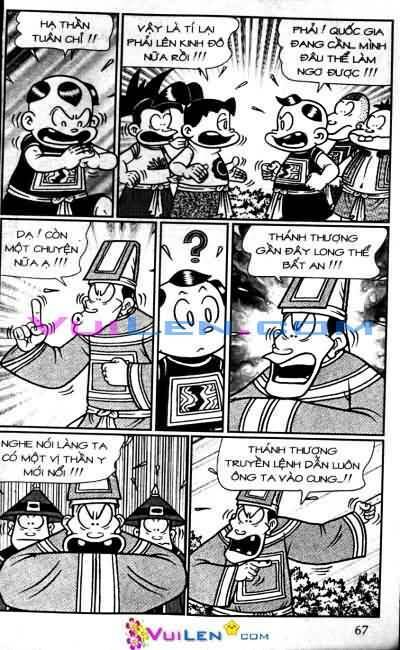 HẠ THẦN
TUÂN CHỈ !!
VẬY LÀ TÍ LẠI
PHẢI LÊN KINH ĐÔ
NỮA RỒI !!!
PHẢI ! QUỐC GIA
ĐANG CẦN.. MÌNH
ĐÂU THỂ LÀM
NGƠ ĐƯỢC !!!
DẠ ! CÒN
MỘT CHUYỆN
NỮA Ạ !!!
?
THÁNH THƯỢNG
GẦN ĐÂY LONG THỂ
BẤT AN !!!
VUILEN.COM
NGHE NÓI LÀNG TA
CÓ MỘT VỊ THẦN Y
MỚI NỔI !!!
THÁNH THƯỢNG
TRUYỀN LỆNH DẪN LUÔN
ÔNG TA VÀO CUNG..!!
67
VUILEN.COM